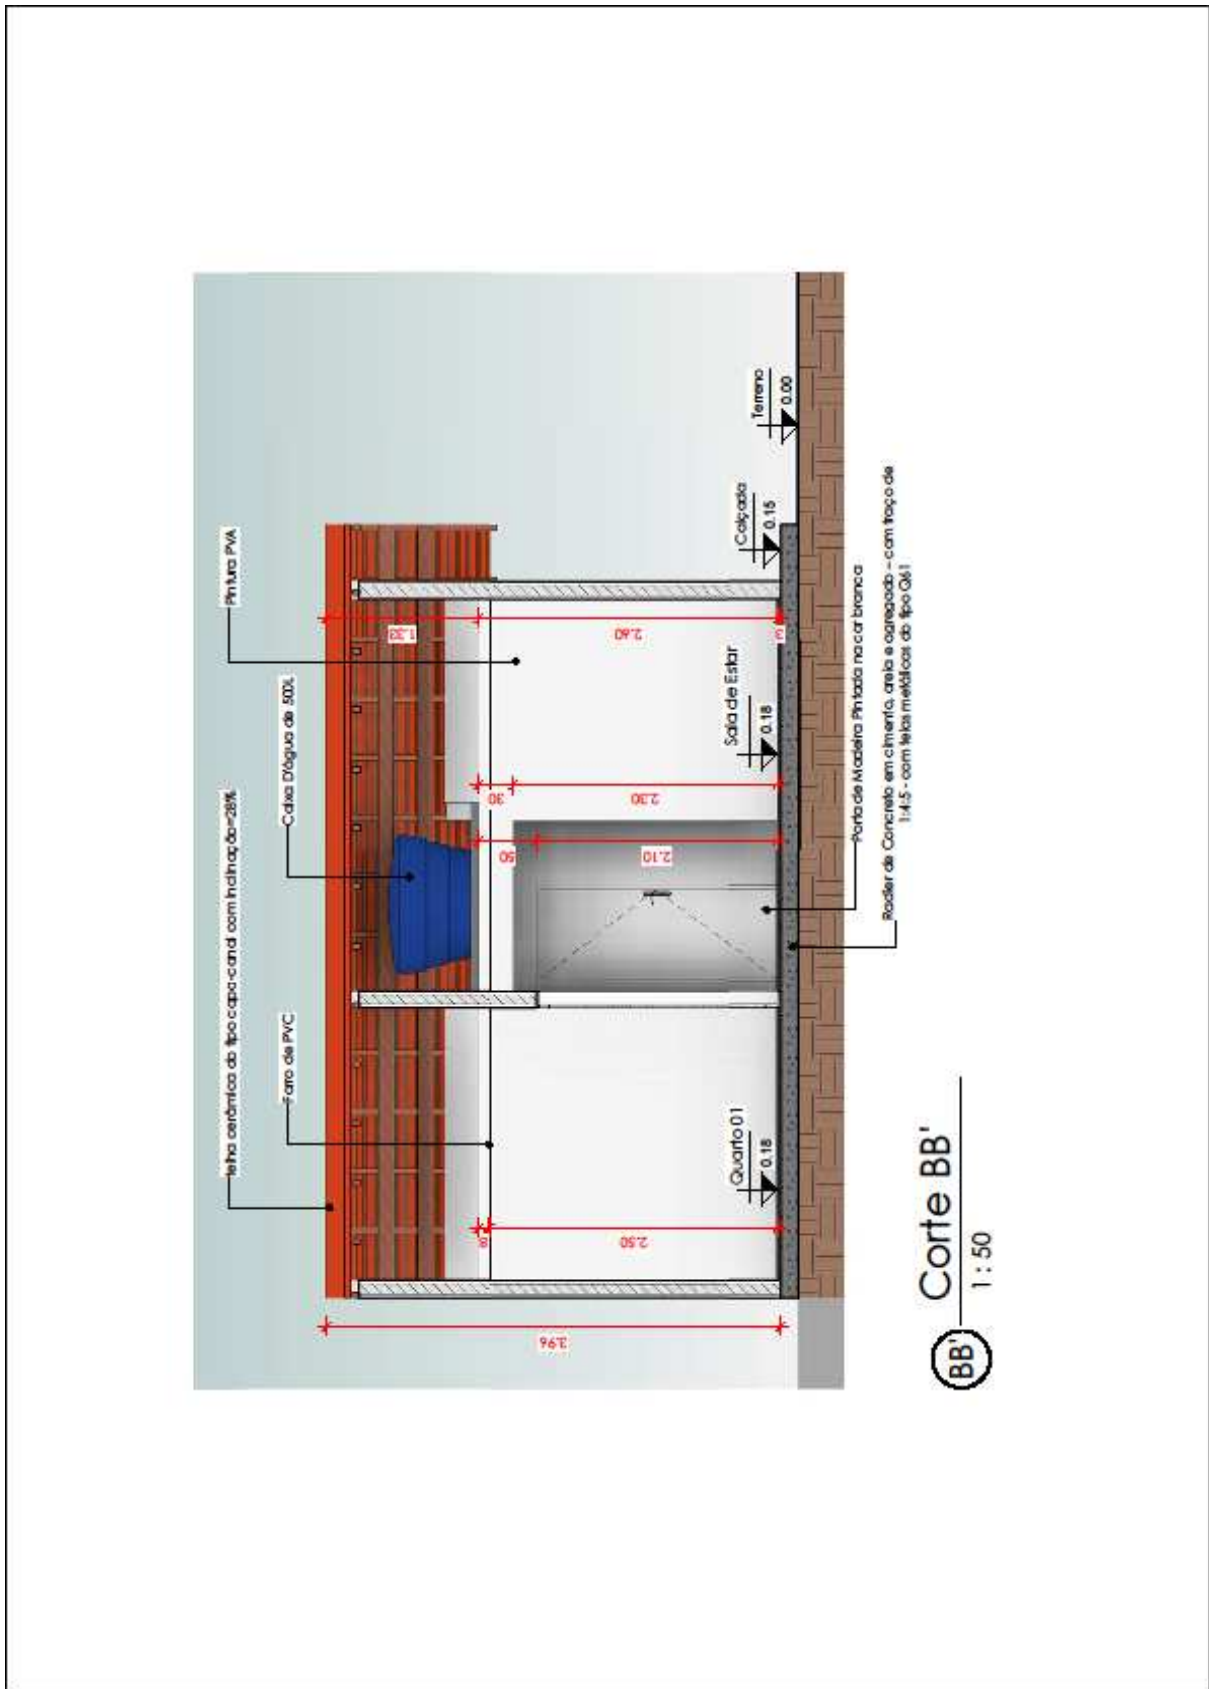 Pintura PVA
telha cerâmica do tipo capa-canal com inclinação=28%
Caixa D'água de 500L
Forro de PVC
1.33
2.60
3
30
2.30
50
2.10
8
2.50
3.96
Quarto 01
0.18
Sala de Estar
0.18
Calçada
0.15
Terreno
0.00
Porta de Madeira Pintada na cor branca
Radier de Concreto em cimento, areia e agregado - com traço de
1:4:5 - com telas metálicas do tipo Q61
BB'
Corte BB'
1 : 50